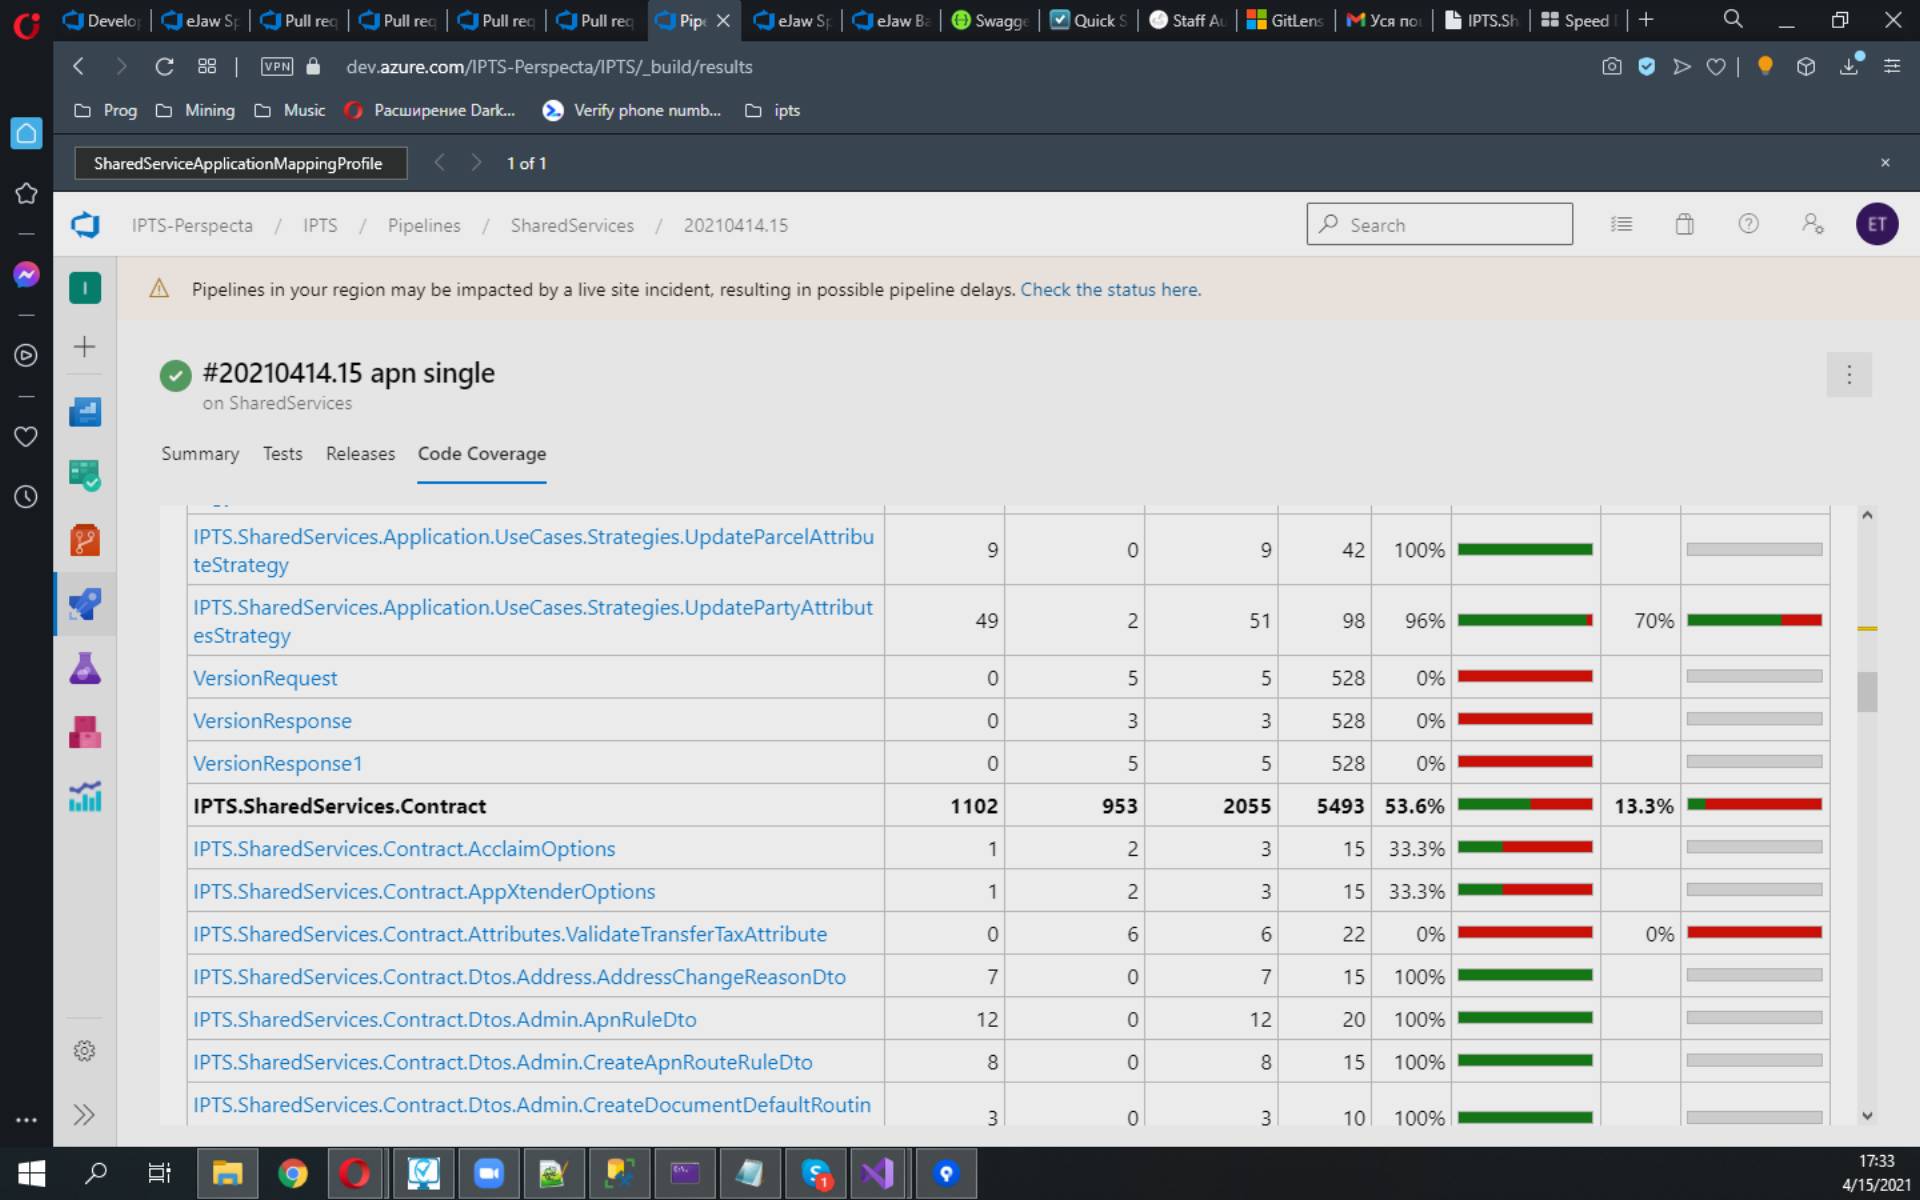 Develop
eJaw Sp
Pull req
Pull req
Pull req
Pull req
Pipe
eJaw Sp
eJaw Ba
Swagge
Quick S
Staff Au
GitLens
Уся по
IPTS.Sh
Speed
VPN
dev.azure.com/IPTS-Perspecta/IPTS/_build/results
Prog
Mining
Music
Расширение Dark...
Verify phone numb...
ipts
SharedServiceApplicationMappingProfile
1 of 1
IPTS-Perspecta / IPTS / Pipelines / SharedServices / 20210414.15
Search
ET
I
Pipelines in your region may be impacted by a live site incident, resulting in possible pipeline delays. Check the status here.
#20210414.15 apn single
on SharedServices
Summary Tests Releases Code Coverage
IPTS.SharedServices.Application.UseCases.Strategies.UpdateParcelAttribu
teStrategy
9 0 9 42 100%
IPTS.SharedServices.Application.UseCases.Strategies.UpdatePartyAttribut
esStrategy
49 2 51 98 96% 70%
VersionRequest 0 5 5 528 0%
VersionResponse 0 3 3 528 0%
VersionResponse1 0 5 5 528 0%
IPTS.SharedServices.Contract 1102 953 2055 5493 53.6% 13.3%
IPTS.SharedServices.Contract.AcclaimOptions 1 2 3 15 33.3%
IPTS.SharedServices.Contract.AppXtenderOptions 1 2 3 15 33.3%
IPTS.SharedServices.Contract.Attributes.ValidateTransferTaxAttribute 0 6 6 22 0% 0%
IPTS.SharedServices.Contract.Dtos.Address.AddressChangeReasonDto 7 0 7 15 100%
IPTS.SharedServices.Contract.Dtos.Admin.ApnRuleDto 12 0 12 20 100%
IPTS.SharedServices.Contract.Dtos.Admin.CreateApnRouteRuleDto 8 0 8 15 100%
IPTS.SharedServices.Contract.Dtos.Admin.CreateDocumentDefaultRoutin
3 0 3 10 100%
1
17:33
4/15/2021